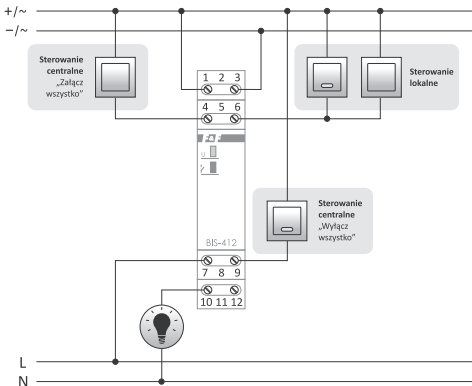 +/~
−/~
Sterowanie
centralne
„Załącz
wszystko”
1 2 3
4 5 6
Sterowanie
lokalne
F&F
U
BIS-412
Sterowanie
centralne
„Wyłącz
wszystko”
7 8 9
10 11 12
L
N